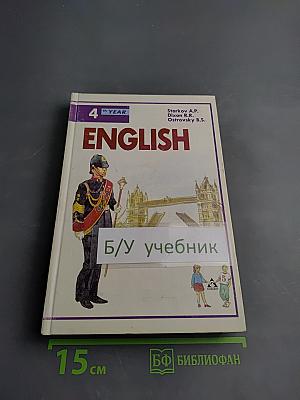 4th YEAR
Starkov A.P.
Dixon R.R.
Ostrovsky B.S.
ENGLISH
Б/У учебник
15 см
БФ БИБЛИОФАН